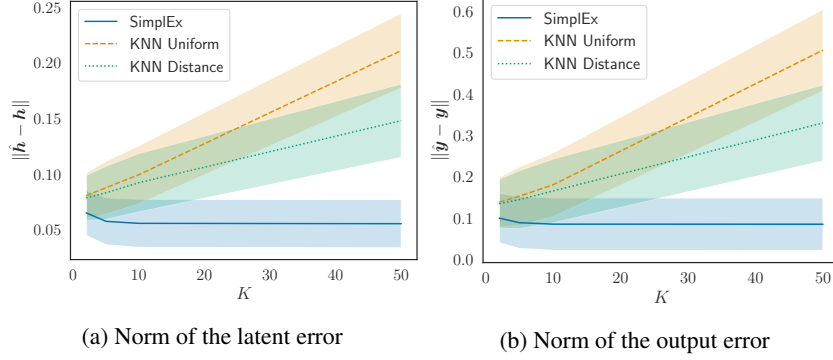 SimplEx
KNN Uniform
KNN Distance
0.25
0.20
0.15
0.10
0.05
‖ĥ − h‖
0 10 20 30 40 50
K
(a) Norm of the latent error
SimplEx
KNN Uniform
KNN Distance
0.6
0.5
0.4
0.3
0.2
0.1
0.0
‖ŷ − y‖
0 10 20 30 40 50
K
(b) Norm of the output error